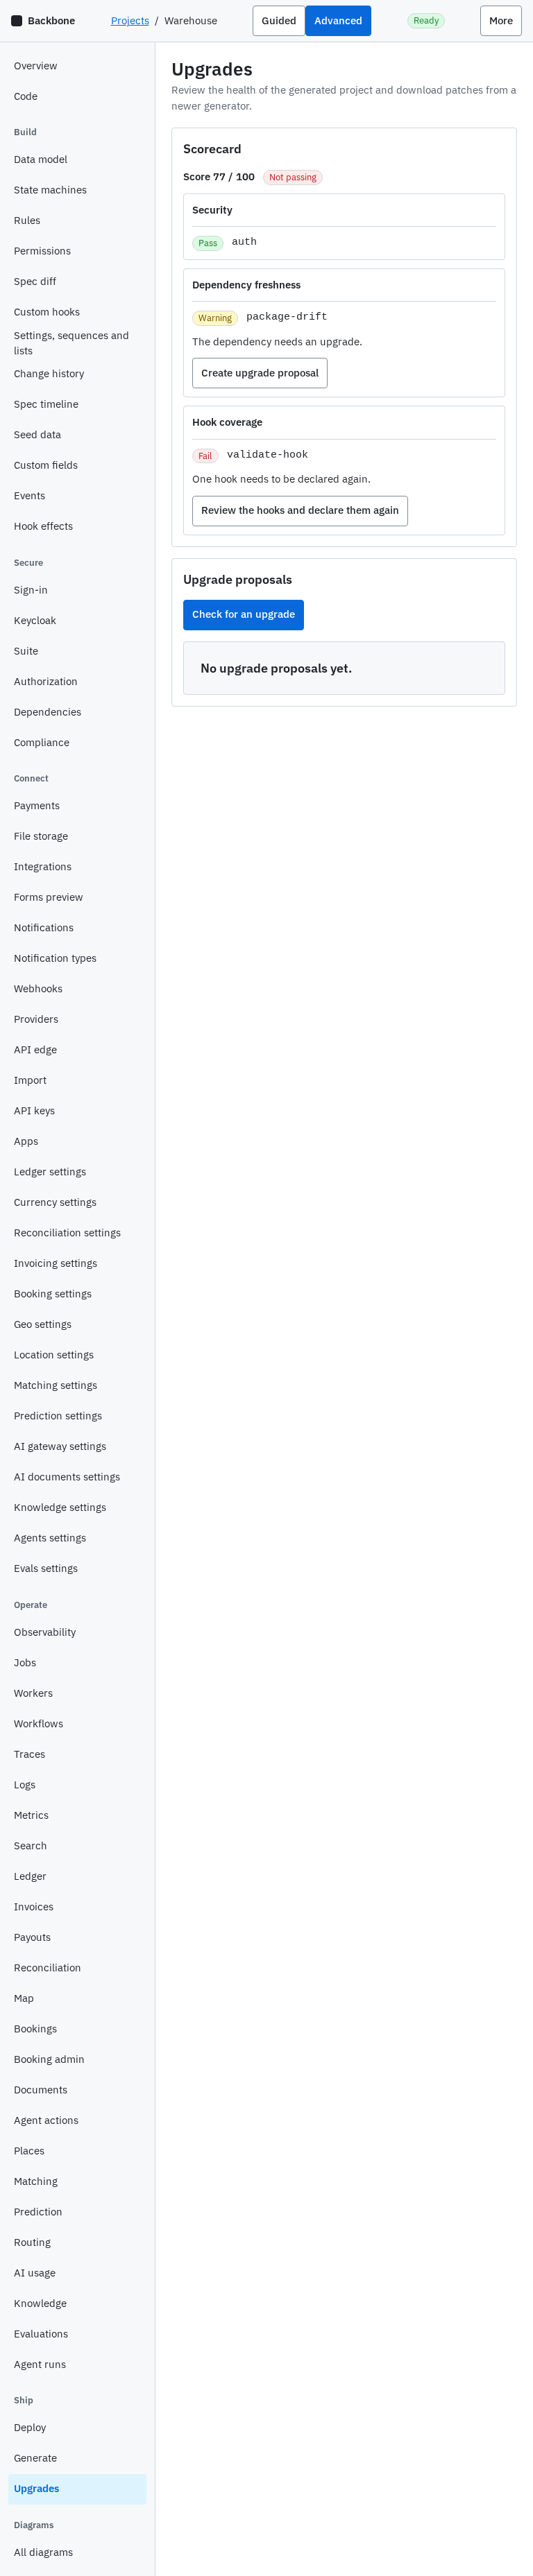 Backbone
Projects / Warehouse
Guided
Advanced
Ready
More
Overview
Code
Build
Data model
State machines
Rules
Permissions
Spec diff
Custom hooks
Settings, sequences and
lists
Change history
Spec timeline
Seed data
Custom fields
Events
Hook effects
Secure
Sign-in
Keycloak
Suite
Authorization
Dependencies
Compliance
Connect
Payments
File storage
Integrations
Forms preview
Notifications
Notification types
Webhooks
Providers
API edge
Import
API keys
Apps
Ledger settings
Currency settings
Reconciliation settings
Invoicing settings
Booking settings
Geo settings
Location settings
Matching settings
Prediction settings
AI gateway settings
AI documents settings
Knowledge settings
Agents settings
Evals settings
Operate
Observability
Jobs
Workers
Workflows
Traces
Logs
Metrics
Search
Ledger
Invoices
Payouts
Reconciliation
Map
Bookings
Booking admin
Documents
Agent actions
Places
Matching
Prediction
Routing
AI usage
Knowledge
Evaluations
Agent runs
Ship
Deploy
Generate
Upgrades
Diagrams
All diagrams
Upgrades
Review the health of the generated project and download patches from a
newer generator.
Scorecard
Score 77 / 100 Not passing
Security
Pass auth
Dependency freshness
Warning package-drift
The dependency needs an upgrade.
Create upgrade proposal
Hook coverage
Fail validate-hook
One hook needs to be declared again.
Review the hooks and declare them again
Upgrade proposals
Check for an upgrade
No upgrade proposals yet.